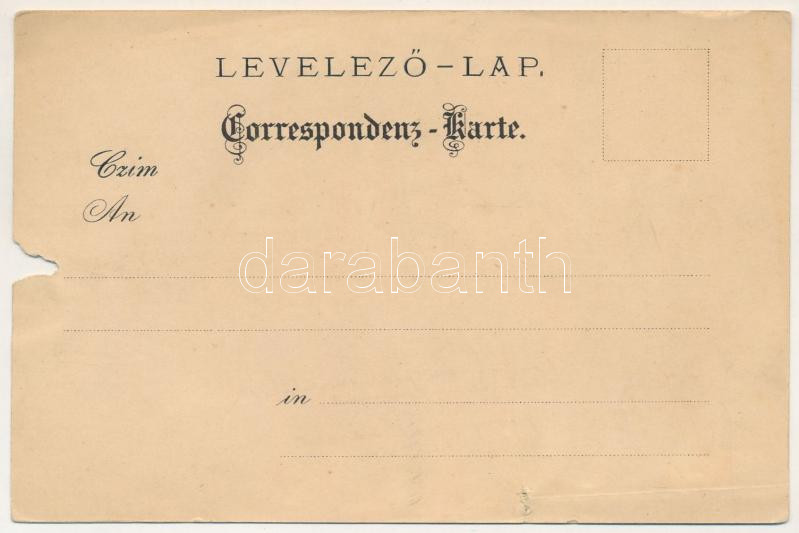 LEVELEZŐ-LAP.
Correspondenz-Karte.
Czim
An
darabanth
in